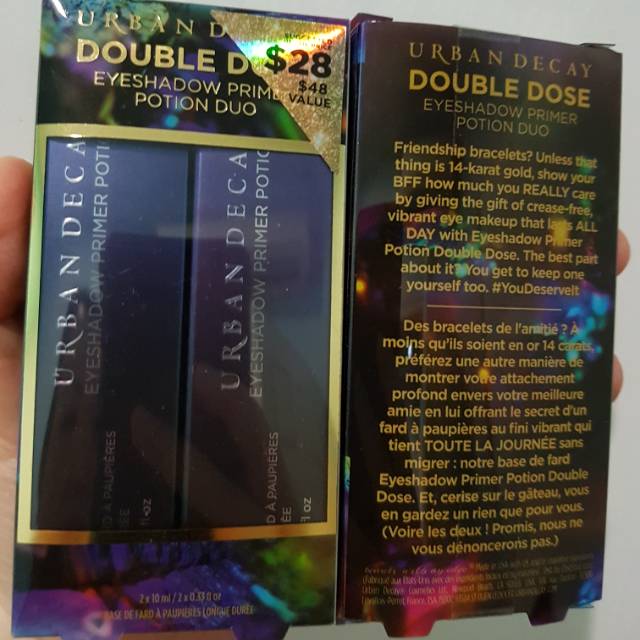 URBAN D
DOUBLE D
EYESHADOW PRIM
POTION DUO
$28
$48
VALUE
URBAN DECA
EYESHADOW PRIMER POTI
URBAN DECA
EYESHADOW PRIMER POTIO
D À PAUPIÈRES
ÉE
fl oz
D À PAUPIÈRES
ÉE
fl oz
2 x 10 ml / 2 x 0.33 fl oz
BASE DE FARD À PAUPIÈRES LONGUE DURÉE
URBAN DECAY
DOUBLE DOSE
EYESHADOW PRIMER
POTION DUO
Friendship bracelets? Unless that
thing is 14-karat gold, show your
BFF how much you REALLY care
by giving the gift of crease-free,
vibrant eye makeup that lasts ALL
DAY with Eyeshadow Primer
Potion Double Dose. The best part
about it? You get to keep one
yourself too. #YouDeserveIt
Des bracelets de l'amitié ? À
moins qu'ils soient en or 14 carats,
préférez une autre manière de
montrer votre attachement
profond envers votre meilleure
amie en lui offrant le secret d'un
fard à paupières au fini vibrant qui
tient TOUTE LA JOURNÉE sans
migrer : notre base de fard
Eyeshadow Primer Potion Double
Dose. Et, cerise sur le gâteau, vous
en gardez un rien que pour vous.
(Voire les deux ! Promis, nous ne
vous dénoncerons pas.)